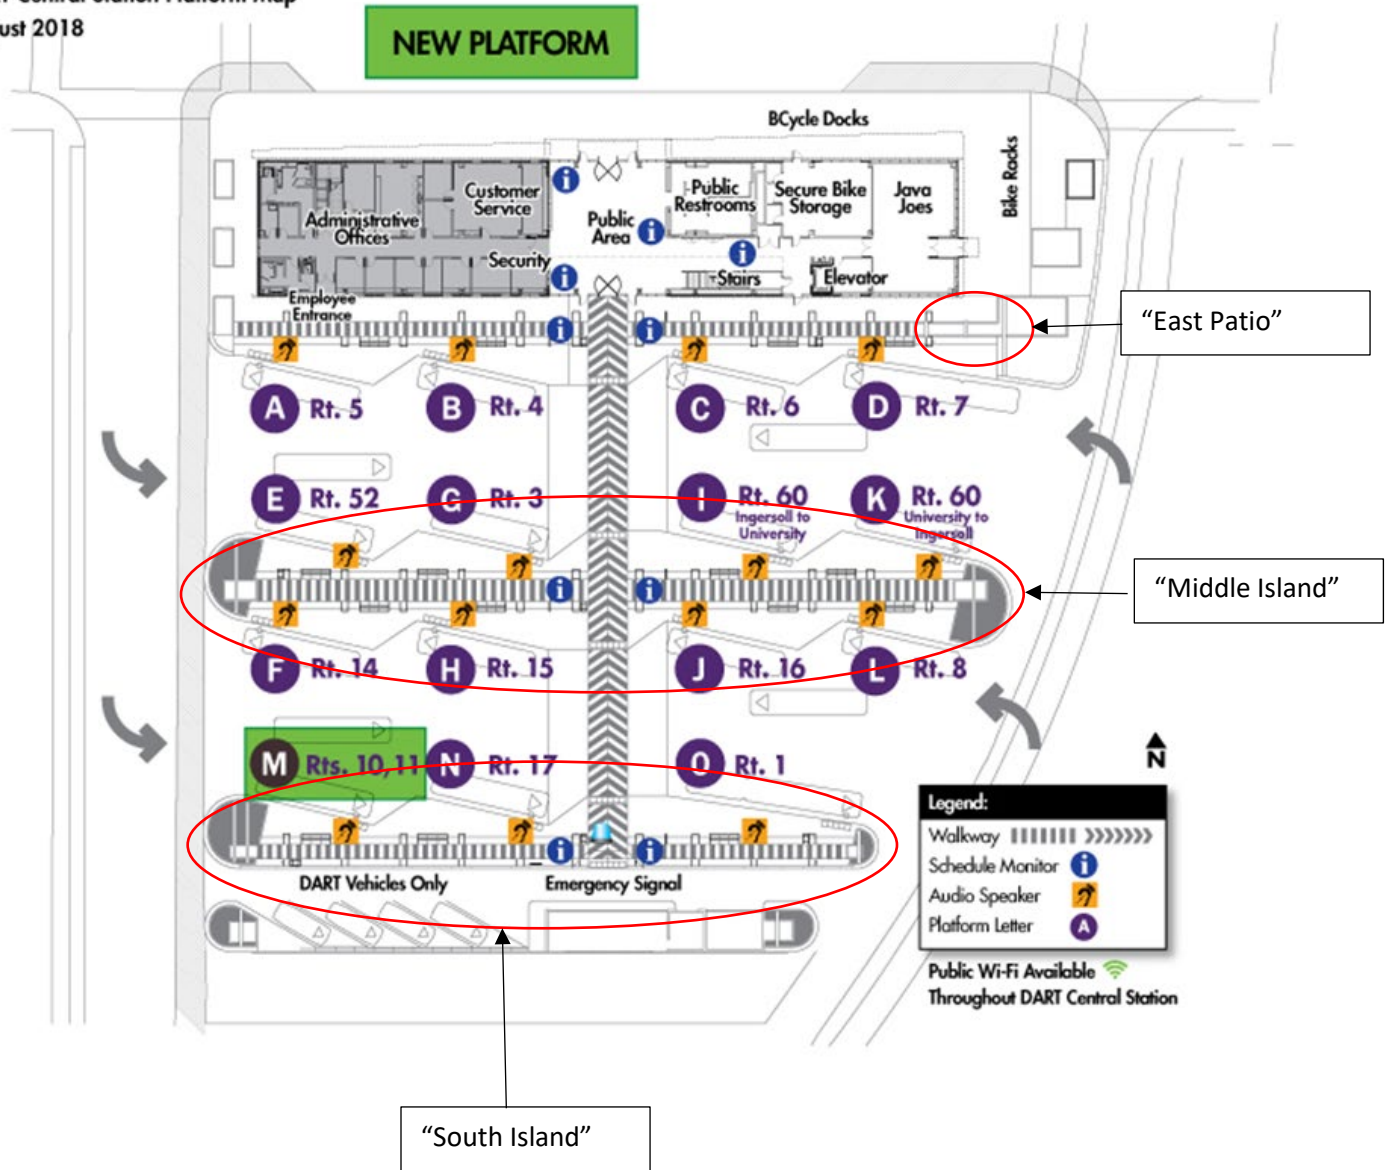 Central Station Platform Map
ust 2018
NEW PLATFORM
BCycle Docks
Bike Racks
Customer
Service
Administrative
Offices
Security
Employee
Entrance
Public
Area
Public
Restrooms
Secure Bike
Storage
Java
Joes
Stairs
Elevator
"East Patio"
A Rt. 5
B Rt. 4
C Rt. 6
D Rt. 7
E Rt. 52
G Rt. 3
I Rt. 60
Ingersoll to
University
K Rt. 60
University to
Ingersoll
"Middle Island"
F Rt. 14
H Rt. 15
J Rt. 16
L Rt. 8
M Rts. 10, 11
N Rt. 17
O Rt. 1
DART Vehicles Only
Emergency Signal
N
Legend:
Walkway
Schedule Monitor i
Audio Speaker
Platform Letter A
Public Wi-Fi Available
Throughout DART Central Station
"South Island"